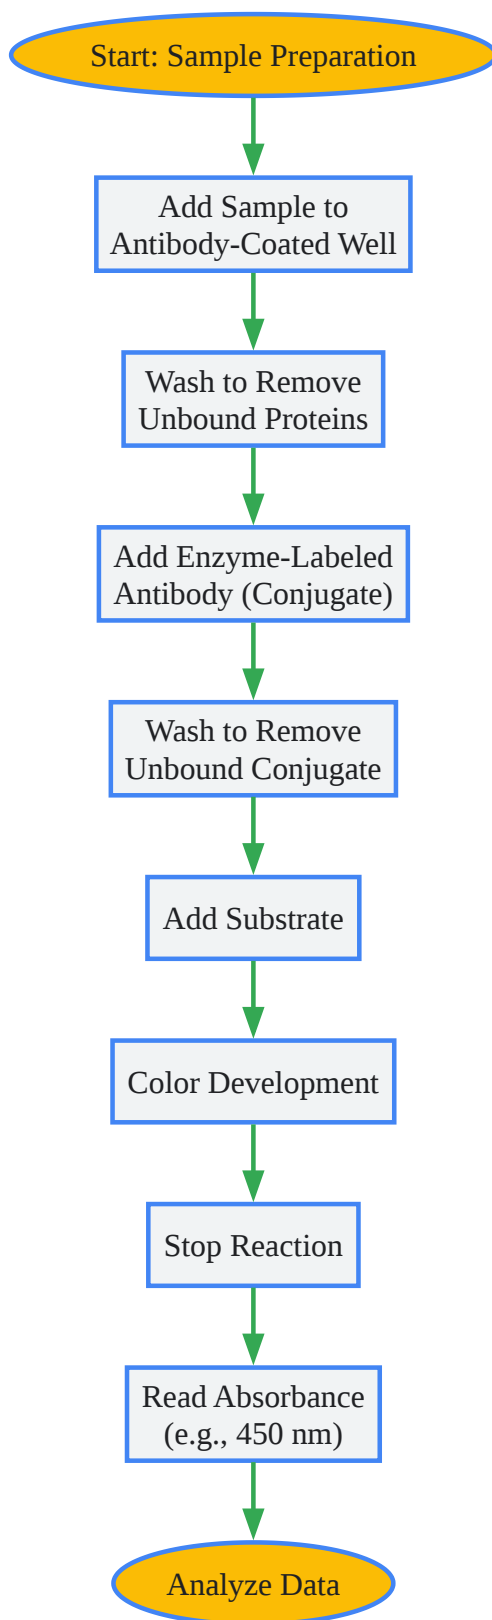 Start: Sample Preparation
Add Sample to
Antibody-Coated Well
Wash to Remove
Unbound Proteins
Add Enzyme-Labeled
Antibody (Conjugate)
Wash to Remove
Unbound Conjugate
Add Substrate
Color Development
Stop Reaction
Read Absorbance
(e.g., 450 nm)
Analyze Data